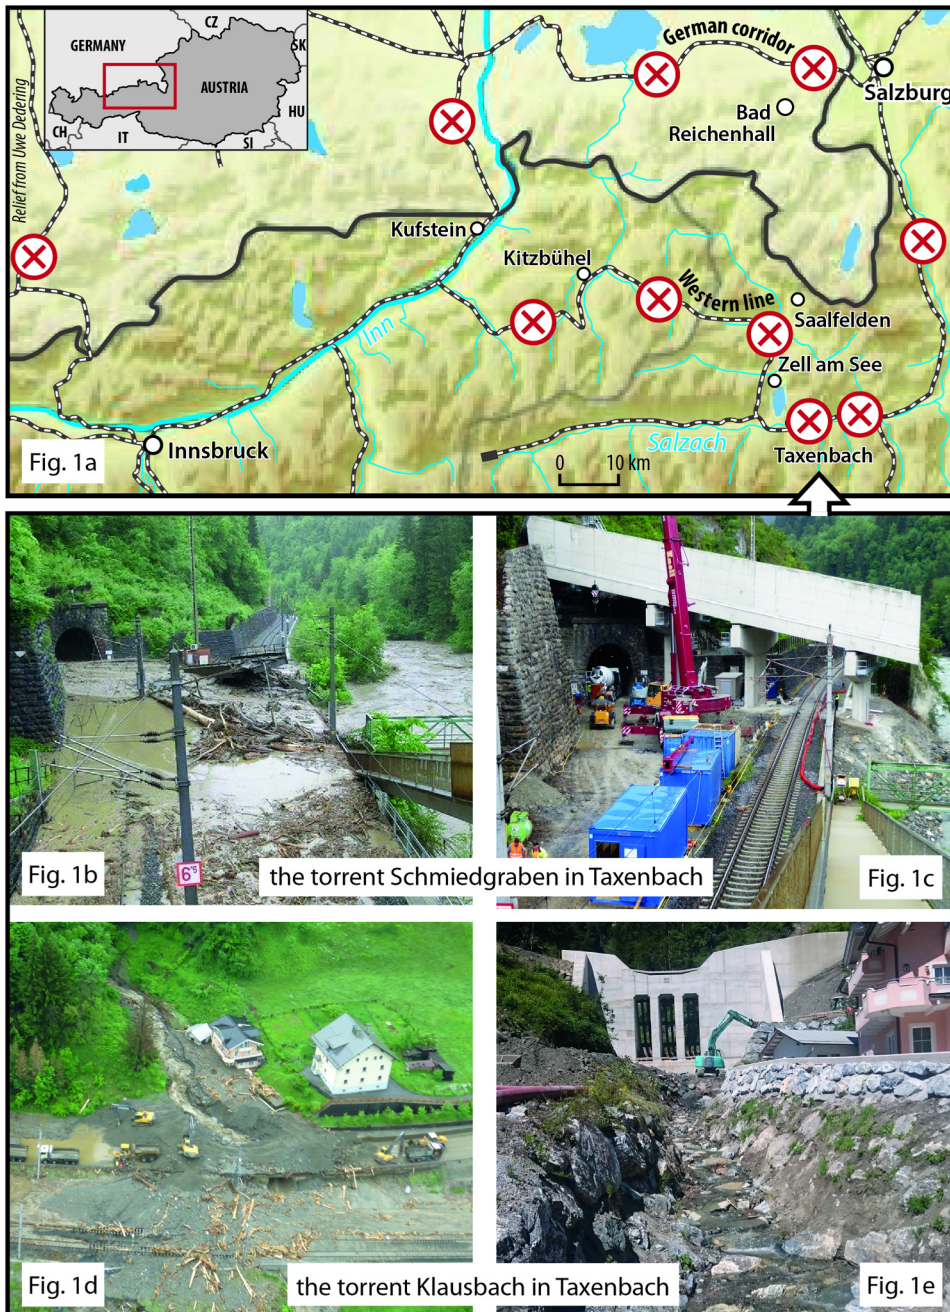 CZ
GERMANY
SK
AUSTRIA
HU
CH
IT
SI
Relief from Uwe Dedering
German corridor
Salzburg
Bad
Reichenhall
Kufstein
Kitzbühel
Western line
Saalfelden
Inn
Zell am See
Innsbruck
Salzach
Taxenbach
0 10 km
Fig. 1a
6
Fig. 1b
the torrent Schmiedgraben in Taxenbach
Fig. 1c
Fig. 1d
the torrent Klausbach in Taxenbach
Fig. 1e